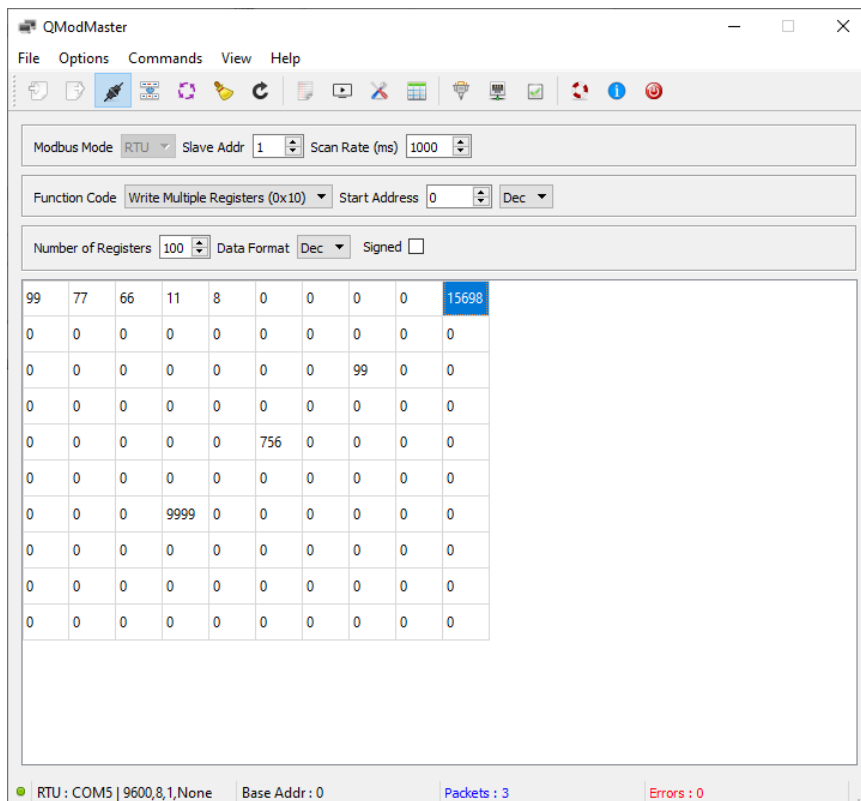 QModMaster
File Options Commands View Help
Modbus Mode RTU Slave Addr 1 Scan Rate (ms) 1000
Function Code Write Multiple Registers (0x10) Start Address 0 Dec
Number of Registers 100 Data Format Dec Signed
99 77 66 11 8 0 0 0 0 15698
0 0 0 0 0 0 0 0 0 0
0 0 0 0 0 0 0 99 0 0
0 0 0 0 0 0 0 0 0 0
0 0 0 0 0 756 0 0 0 0
0 0 0 0 0 0 0 0 0 0
0 0 0 9999 0 0 0 0 0 0
0 0 0 0 0 0 0 0 0 0
0 0 0 0 0 0 0 0 0 0
0 0 0 0 0 0 0 0 0 0
RTU : COM5 | 9600,8,1,None Base Addr : 0 Packets : 3 Errors : 0